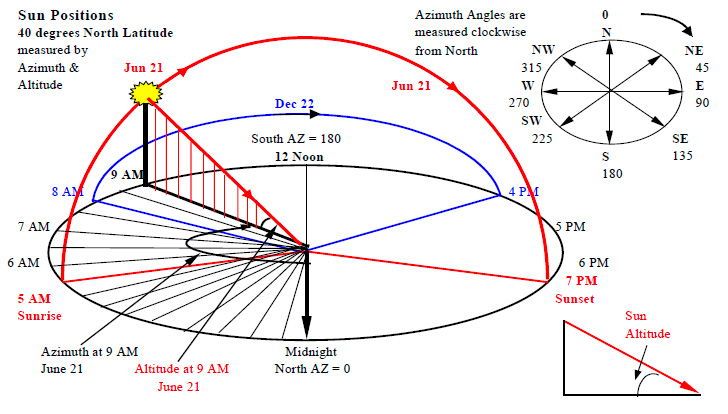 Sun Positions
40 degrees North Latitude
measured by
Azimuth &
Altitude
Jun 21
Jun 21
Dec 22
South AZ = 180
12 Noon
9 AM
8 AM
7 AM
6 AM
5 AM
Sunrise
4 PM
5 PM
6 PM
7 PM
Sunset
Azimuth at 9 AM
June 21
Altitude at 9 AM
June 21
Midnight
North AZ = 0
Azimuth Angles are
measured clockwise
from North
0
N
NW
315
NE
45
W
270
E
90
SW
225
SE
135
S
180
Sun
Altitude